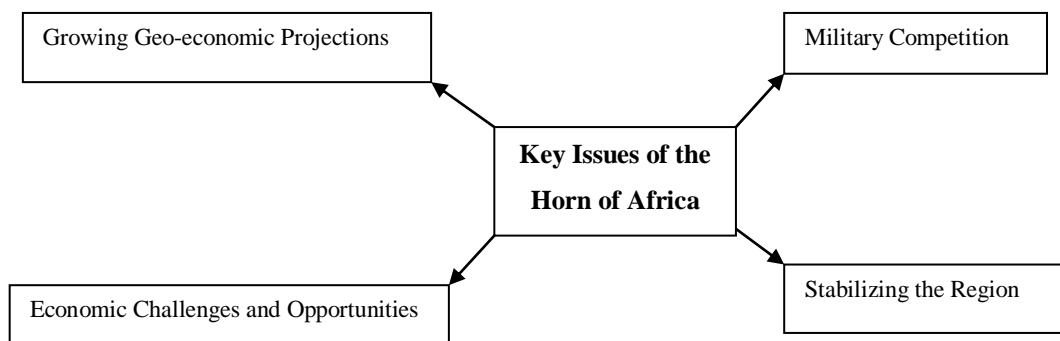 Growing Geo-economic Projections
Military Competition
Key Issues of the
Horn of Africa
Economic Challenges and Opportunities
Stabilizing the Region